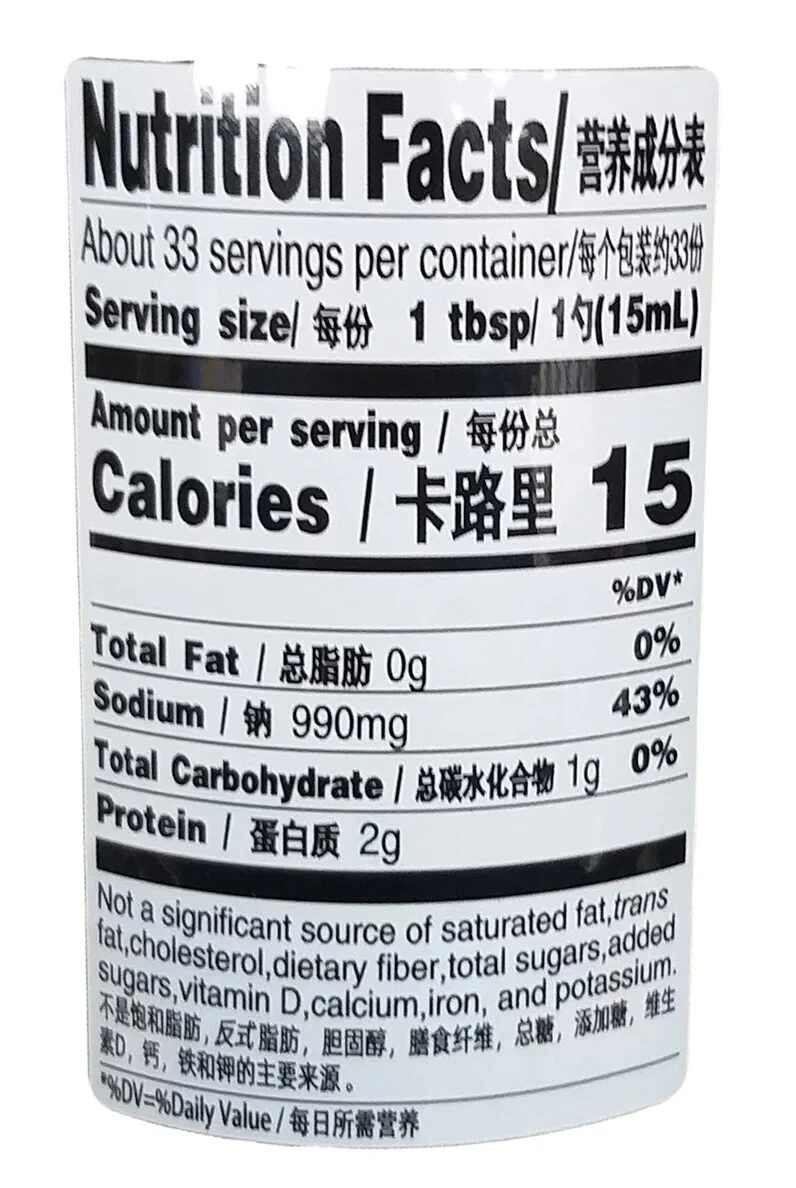 Nutrition Facts/ 营养成分表
About 33 servings per container/每个包装约33份
Serving size/ 每份 1 tbsp/ 1勺(15mL)
Amount per serving / 每份总
Calories / 卡路里 15
%DV*
Total Fat / 总脂肪 0g 0%
Sodium / 钠 990mg 43%
Total Carbohydrate / 总碳水化合物 1g 0%
Protein / 蛋白质 2g
Not a significant source of saturated fat,trans
fat,cholesterol,dietary fiber,total sugars,added
sugars,vitamin D,calcium,iron, and potassium.
不是饱和脂肪,反式脂肪, 胆固醇, 膳食纤维, 总糖, 添加糖, 维生
素D, 钙, 铁和钾的主要来源。
*%DV=%Daily Value / 每日所需营养